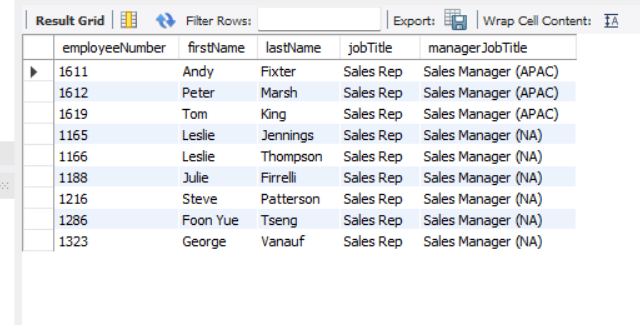 Result Grid Filter Rows: Export: Wrap Cell Content: IA
employeeNumber firstName lastName jobTitle managerJobTitle
1611 Andy Fixter Sales Rep Sales Manager (APAC)
1612 Peter Marsh Sales Rep Sales Manager (APAC)
1619 Tom King Sales Rep Sales Manager (APAC)
1165 Leslie Jennings Sales Rep Sales Manager (NA)
1166 Leslie Thompson Sales Rep Sales Manager (NA)
1188 Julie Firrelli Sales Rep Sales Manager (NA)
1216 Steve Patterson Sales Rep Sales Manager (NA)
1286 Foon Yue Tseng Sales Rep Sales Manager (NA)
1323 George Vanauf Sales Rep Sales Manager (NA)